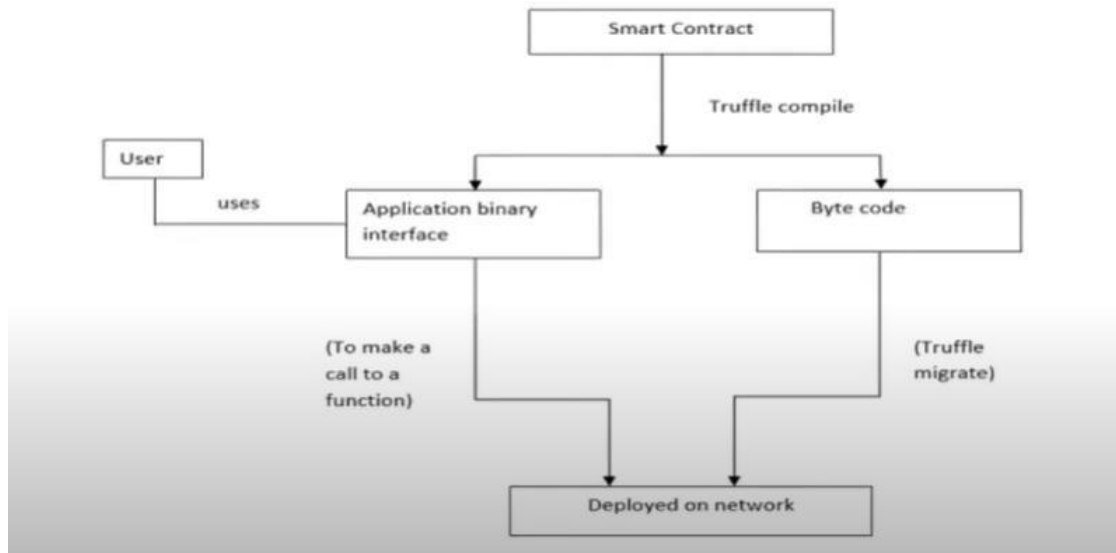 Smart Contract
Truffle compile
User
uses
Application binary
interface
Byte code
(To make a
call to a
function)
(Truffle
migrate)
Deployed on network